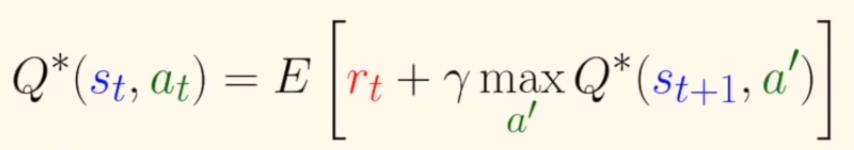 Q*(s_t, a_t) = E [ r_t + γ max_{a'} Q*(s_{t+1}, a') ]